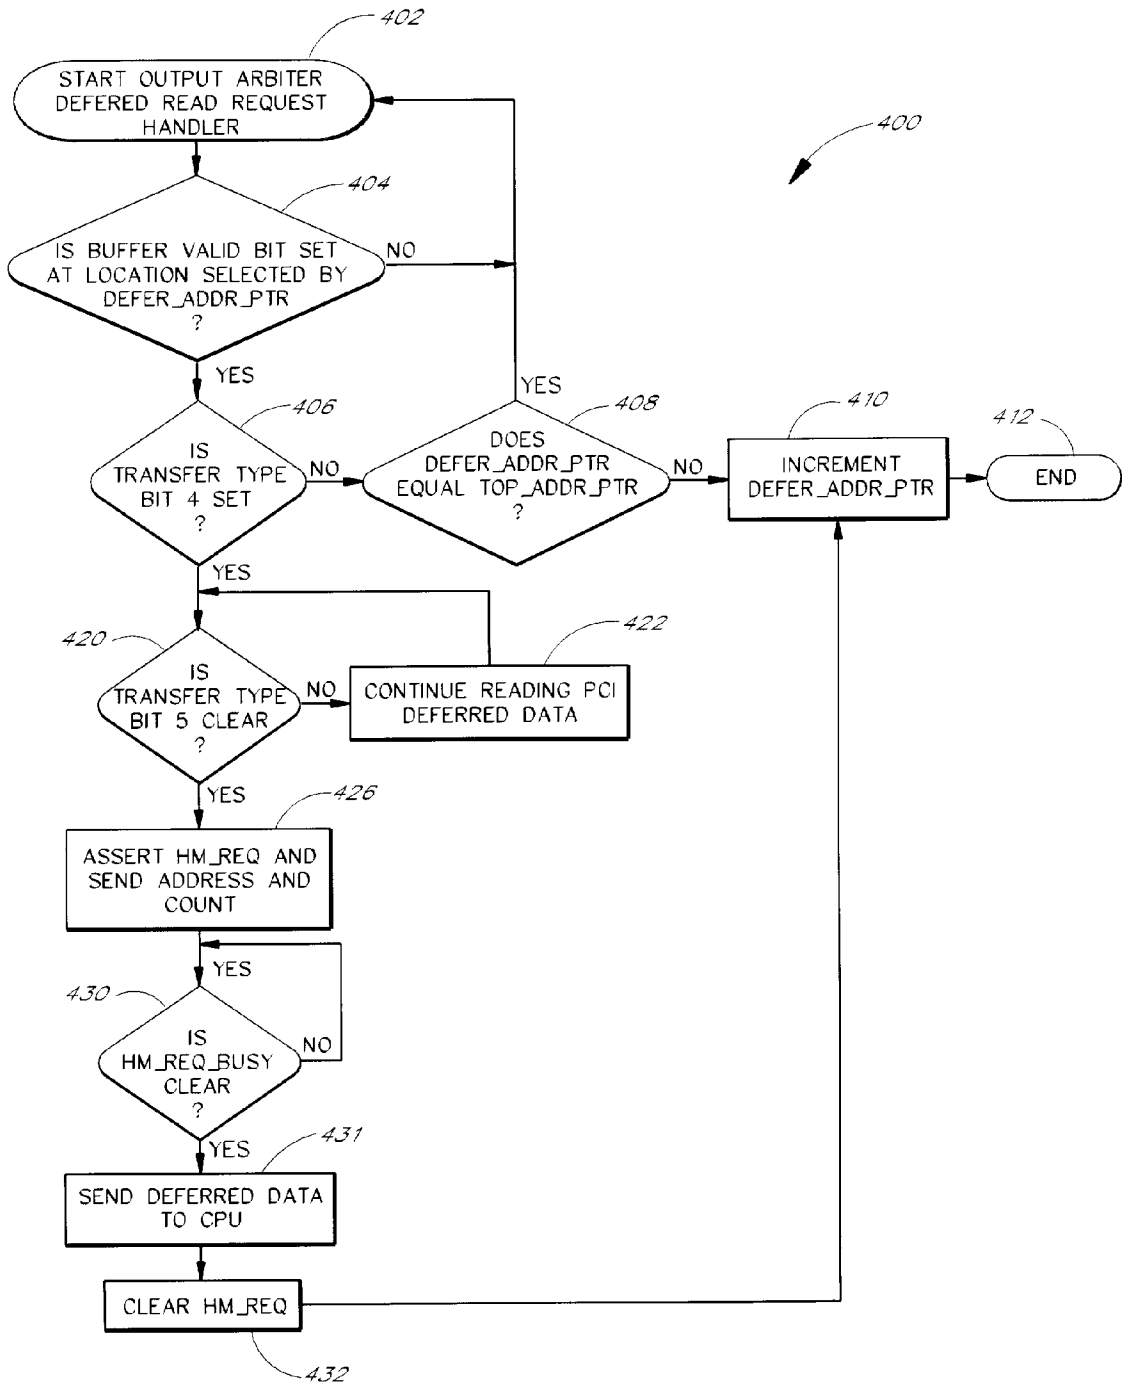 402
START OUTPUT ARBITER
DEFERED READ REQUEST
HANDLER
400
404
IS BUFFER VALID BIT SET
AT LOCATION SELECTED BY
DEFER_ADDR_PTR
?
NO
YES
406
IS
TRANSFER TYPE
BIT 4 SET
?
NO
YES
408
DOES
DEFER_ADDR_PTR
EQUAL TOP_ADDR_PTR
?
YES
NO
410
INCREMENT
DEFER_ADDR_PTR
412
END
420
IS
TRANSFER TYPE
BIT 5 CLEAR
?
NO
YES
422
CONTINUE READING PCI
DEFERRED DATA
426
ASSERT HM_REQ AND
SEND ADDRESS AND
COUNT
YES
430
IS
HM_REQ_BUSY
CLEAR
?
NO
YES
431
SEND DEFERRED DATA
TO CPU
CLEAR HM_REQ
432